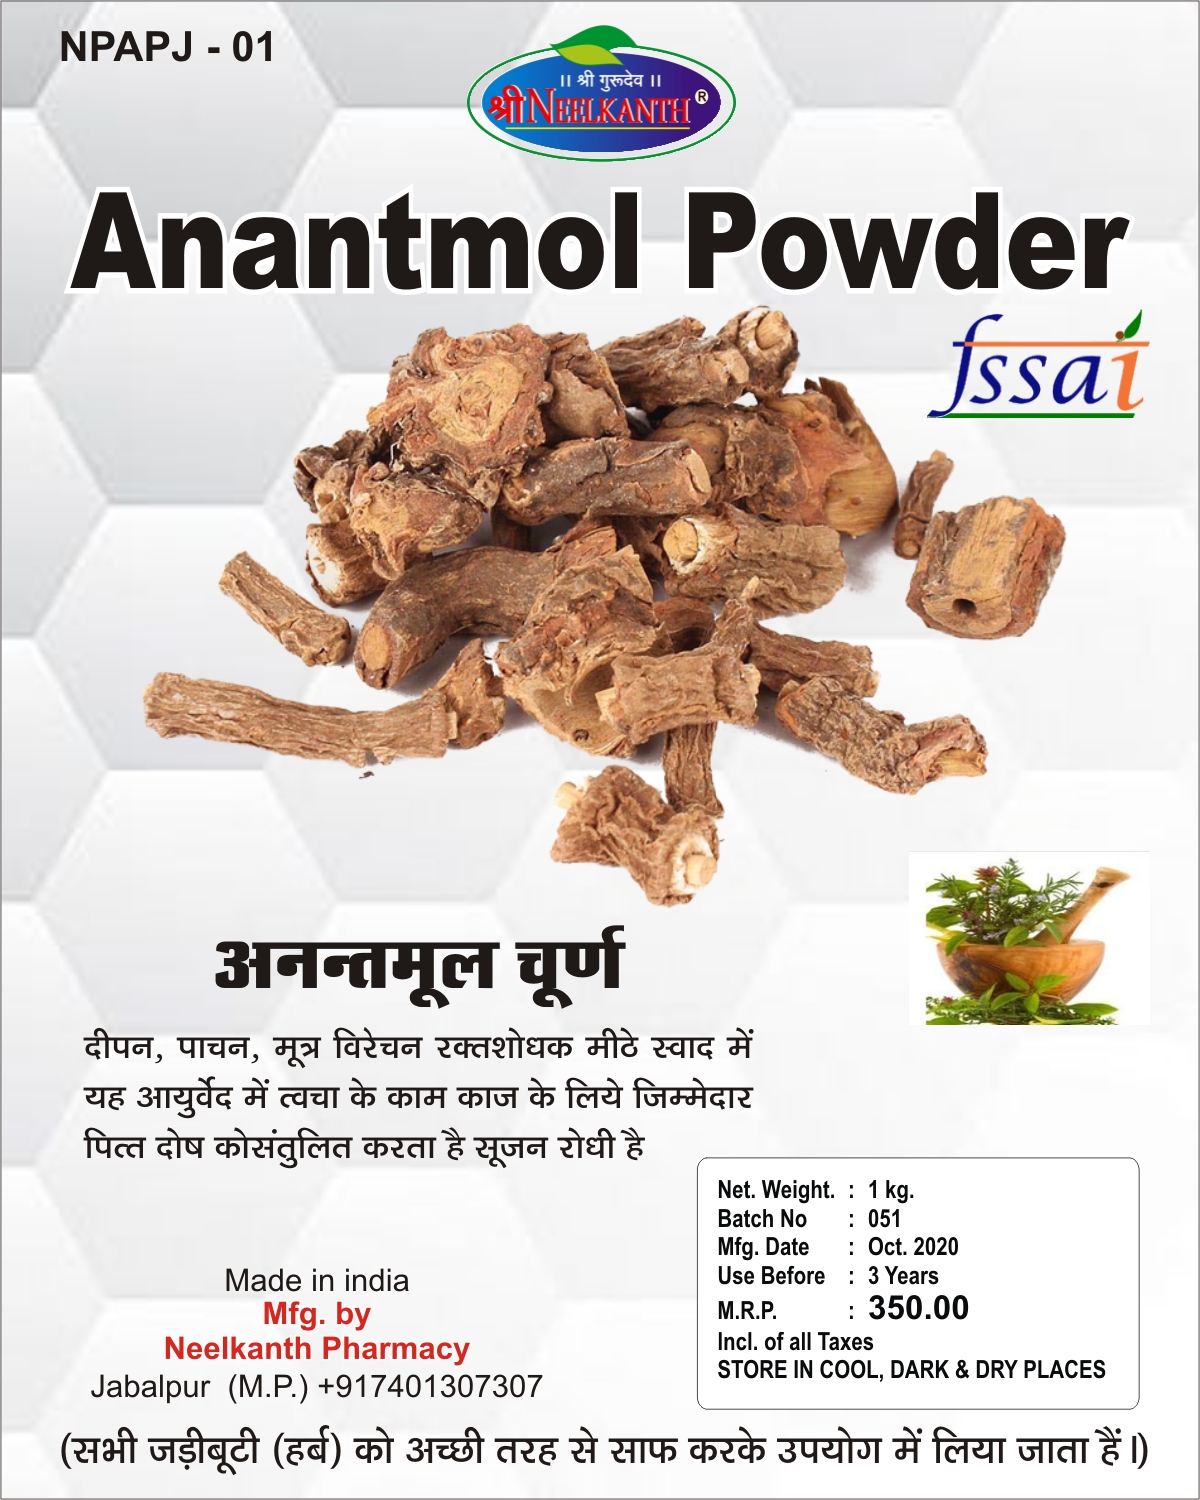 NPAPJ - 01
।। श्री गुरूदेव ।।
श्री NEELKANTH ®
Anantmol Powder
fssai
अनन्तमूल चूर्ण
दीपन, पाचन, मूत्र विरेचन रक्तशोधक मीठे स्वाद में
यह आयुर्वेद में त्वचा के काम काज के लिये जिम्मेदार
पित्त दोष कोसंतुलित करता है सूजन रोधी है
Net. Weight. : 1 kg.
Batch No : 051
Mfg. Date : Oct. 2020
Use Before : 3 Years
M.R.P. : 350.00
Incl. of all Taxes
STORE IN COOL, DARK & DRY PLACES
Made in india
Mfg. by
Neelkanth Pharmacy
Jabalpur (M.P.) +917401307307
(सभी जड़ीबूटी (हर्ब) को अच्छी तरह से साफ करके उपयोग में लिया जाता हैं।)